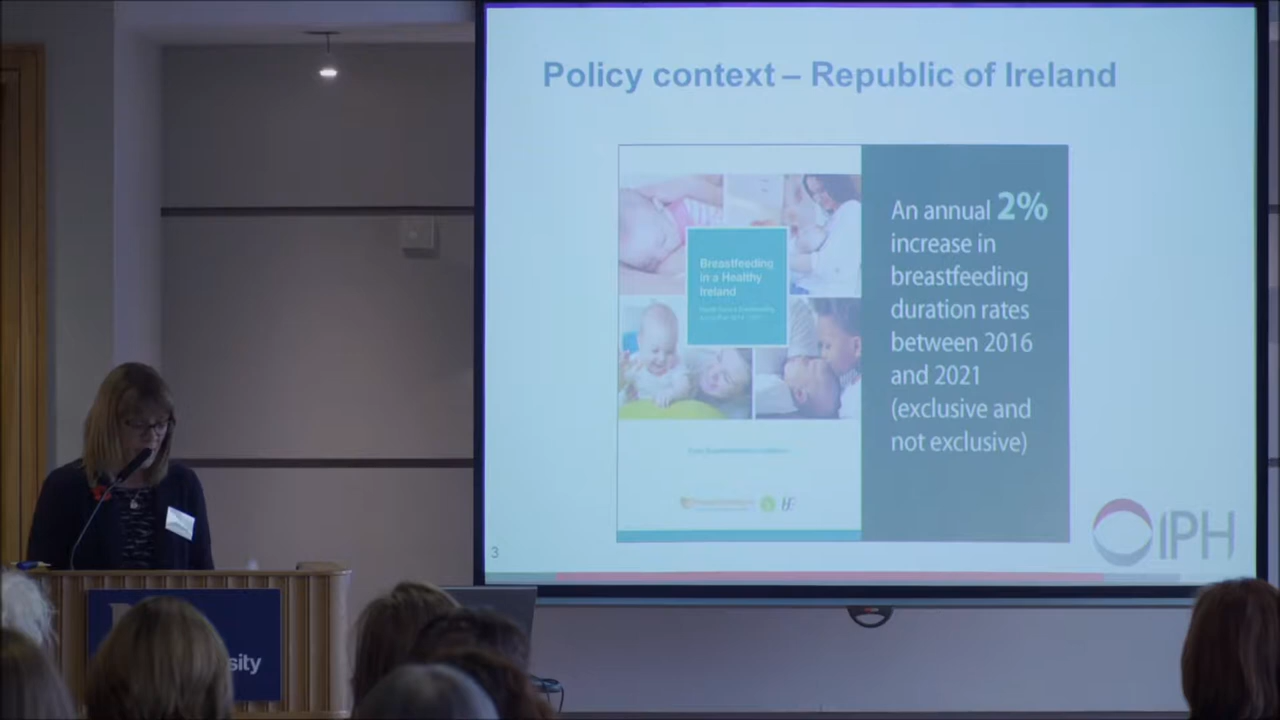 Policy context – Republic of Ireland
Breastfeeding
in a Healthy
Ireland
An annual 2%
increase in
breastfeeding
duration rates
between 2016
and 2021
(exclusive and
not exclusive)
3
IPH
sity